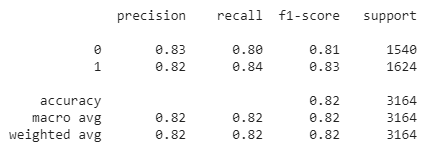 precision recall f1-score support
0 0.83 0.80 0.81 1540
1 0.82 0.84 0.83 1624
accuracy 0.82 3164
macro avg 0.82 0.82 0.82 3164
weighted avg 0.82 0.82 0.82 3164